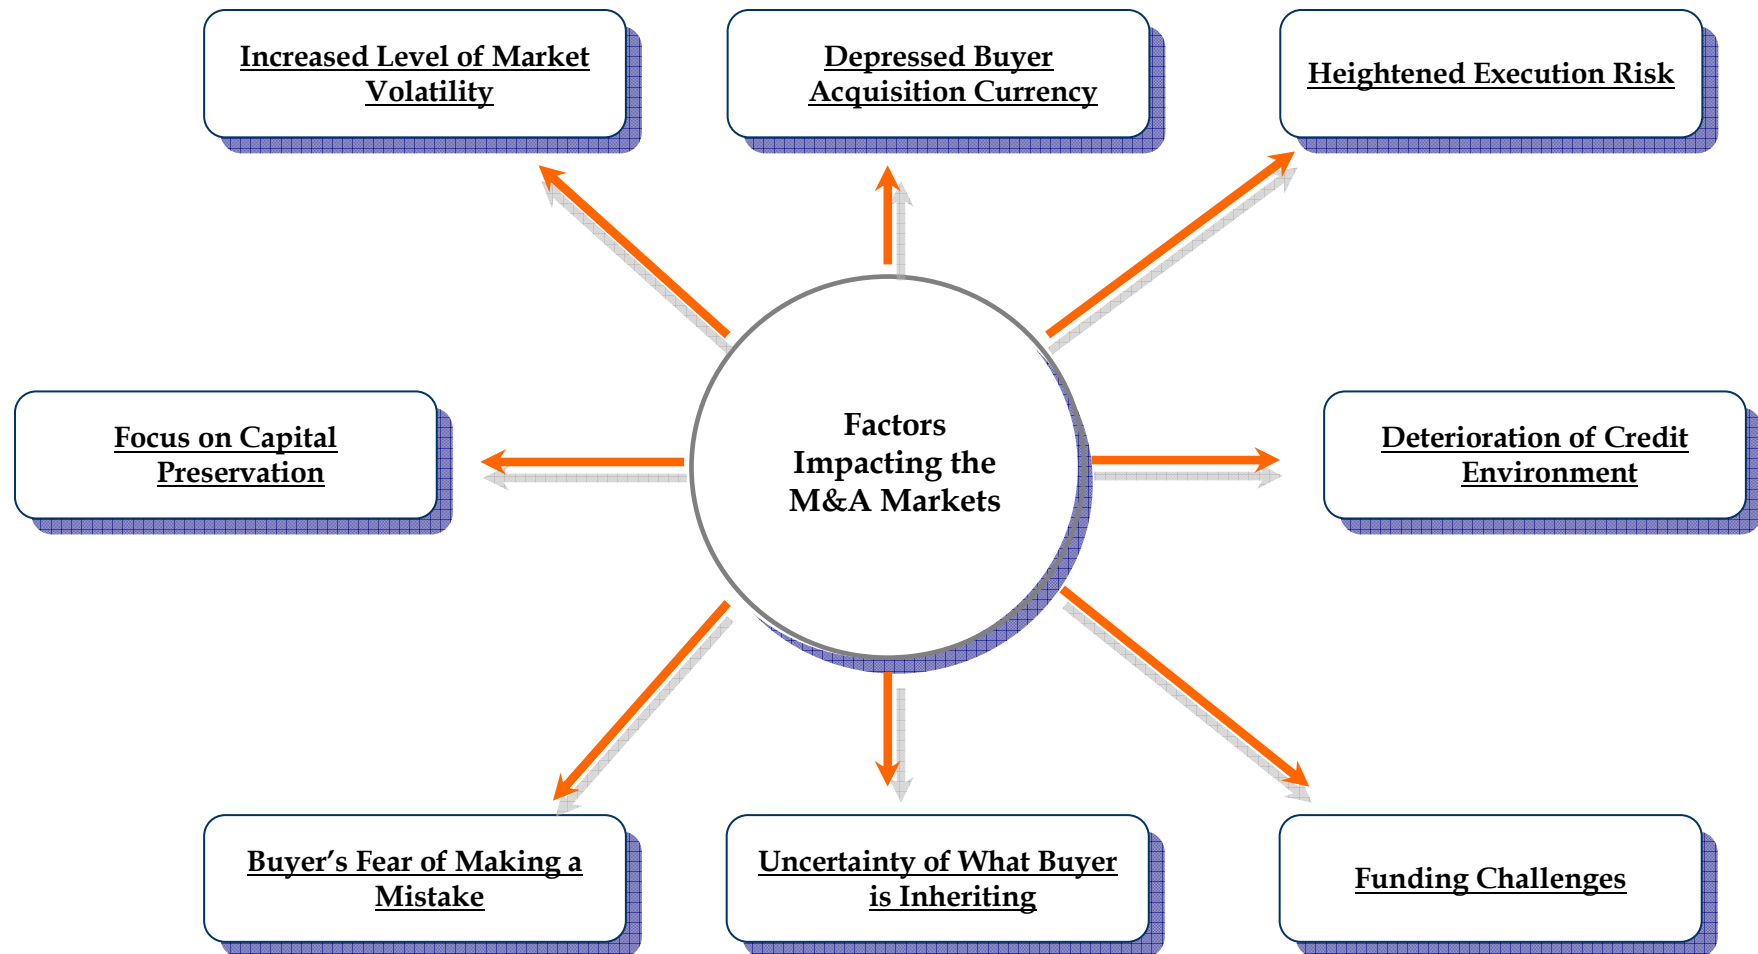 Increased Level of Market
Volatility
Depressed Buyer
Acquisition Currency
Heightened Execution Risk
Focus on Capital
Preservation
Factors
Impacting the
M&A Markets
Deterioration of Credit
Environment
Buyer’s Fear of Making a
Mistake
Uncertainty of What Buyer
is Inheriting
Funding Challenges